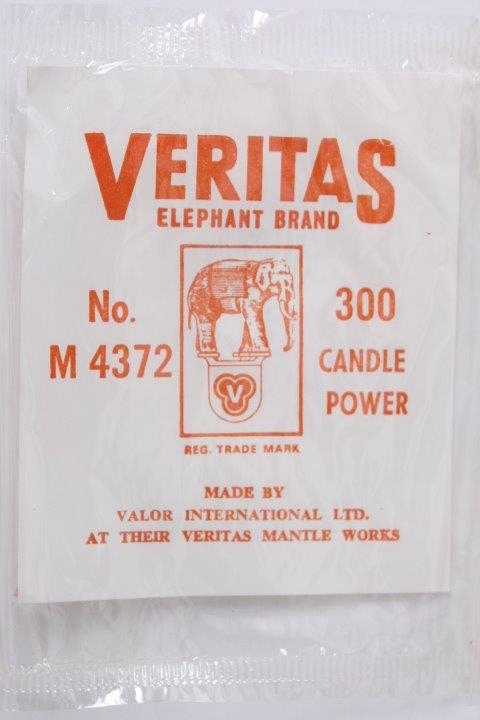 VERITAS
ELEPHANT BRAND
No.
M 4372
300
CANDLE
POWER
V
REG. TRADE MARK
MADE BY
VALOR INTERNATIONAL LTD.
AT THEIR VERITAS MANTLE WORKS